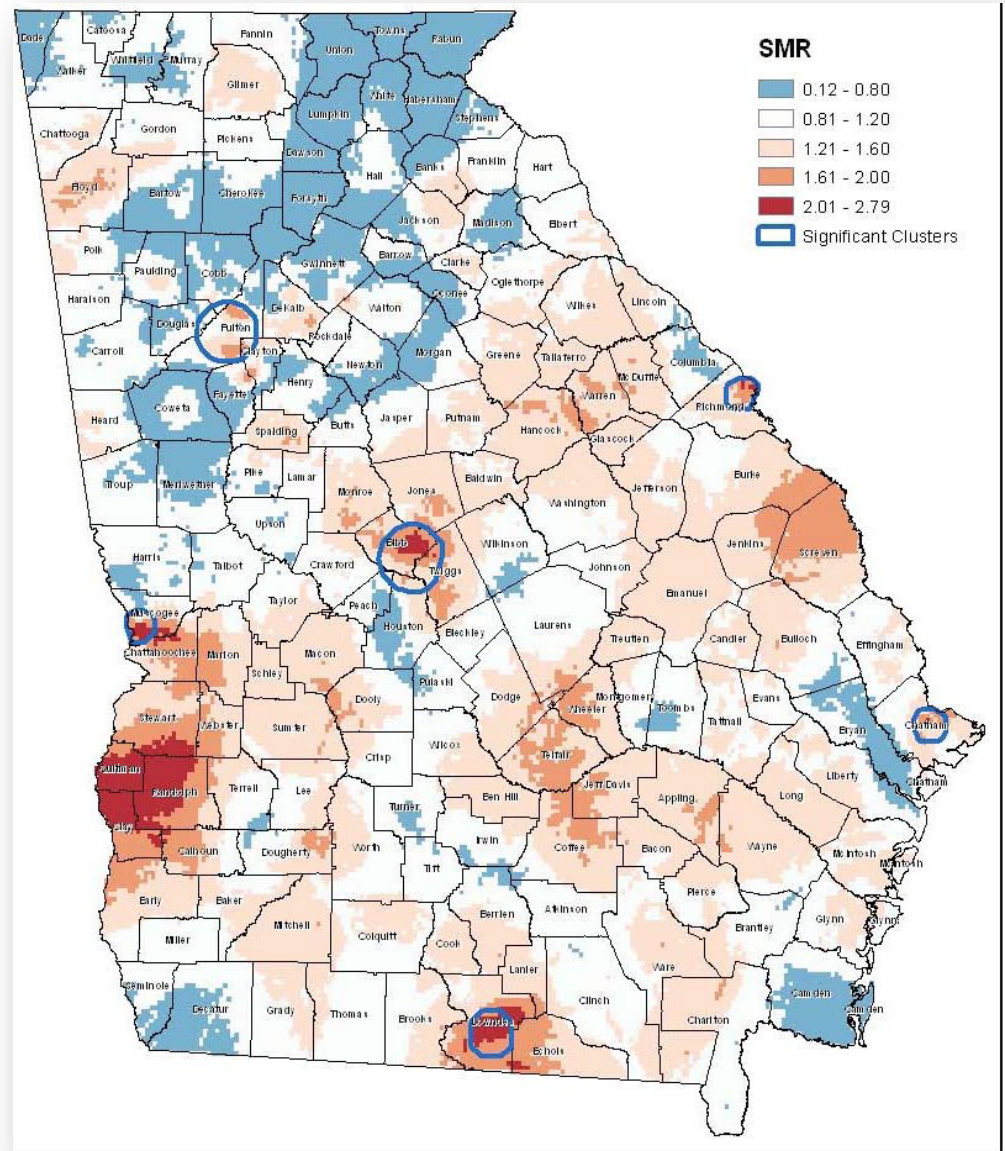 SMR
0.12 - 0.80
0.81 - 1.20
1.21 - 1.60
1.61 - 2.00
2.01 - 2.79
Significant Clusters
Dade
Catoosa
Fannin
Towns
Rabun
Union
Whitfield
Murray
Walker
Gilmer
White
Habersham
Lumpkin
Stephens
Chattooga
Gordon
Pickens
Dawson
Banks
Franklin
Hart
Hall
Floyd
Bartow
Cherokee
Forsyth
Jackson
Madison
Elbert
Polk
Paulding
Cobb
Gwinnett
Barrow
Clarke
Oglethorpe
Haralson
DeKalb
Walton
Oconee
Wilkes
Lincoln
Douglas
Fulton
Rockdale
Carroll
Clayton
Newton
Morgan
Greene
Taliaferro
Columbia
McDuffie
Henry
Fayette
Coweta
Warren
Richmond
Heard
Spalding
Butts
Jasper
Putnam
Hancock
Glascock
Troup
Meriwether
Pike
Lamar
Monroe
Jones
Baldwin
Washington
Jefferson
Burke
Upson
Bibb
Wilkinson
Jenkins
Screven
Harris
Talbot
Crawford
Twiggs
Johnson
Emanuel
Muscogee
Taylor
Peach
Houston
Bleckley
Laurens
Treutlen
Candler
Bulloch
Effingham
Chattahoochee
Marion
Macon
Schley
Pulaski
Dooly
Dodge
Wheeler
Montgomery
Toombs
Tattnall
Evans
Bryan
Chatham
Stewart
Webster
Sumter
Crisp
Wilcox
Telfair
Liberty
Chatham
Quitman
Randolph
Terrell
Lee
Turner
Ben Hill
Jeff Davis
Appling
Long
Clay
Calhoun
Dougherty
Worth
Irwin
Coffee
Bacon
Wayne
McIntosh
McIntosh
Tift
Early
Baker
Mitchell
Colquitt
Berrien
Atkinson
Pierce
Brantley
Glynn
Glynn
Miller
Cook
Lanier
Ware
Seminole
Decatur
Grady
Thomas
Brooks
Lowndes
Echols
Clinch
Charlton
Camden
Camden